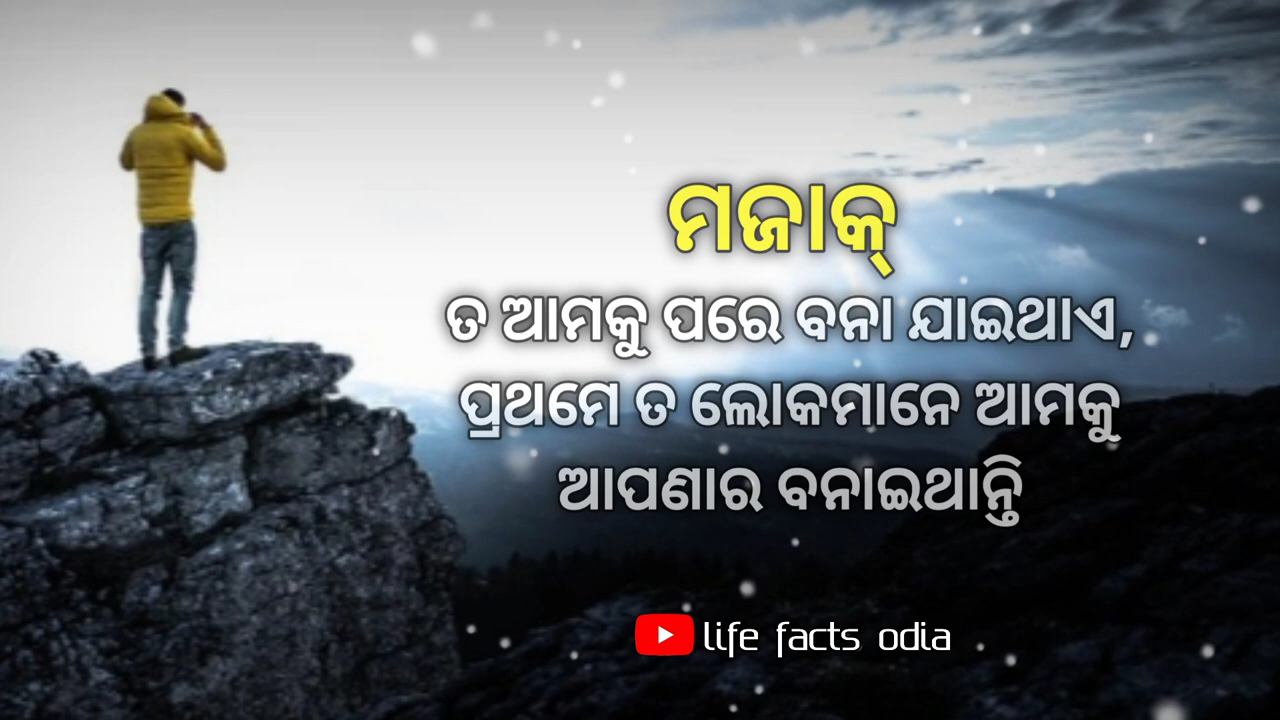 ମଜାକ୍
ତ ଆମକୁ ପରେ ବନା ଯାଇଥାଏ,
ପ୍ରଥମେ ତ ଲୋକମାନେ ଆମକୁ
ଆପଣାର ବନାଇଥାନ୍ତି
life facts odia